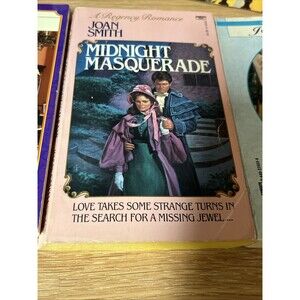 A Regency Romance
JOAN
SMITH
MIDNIGHT
MASQUERADE
LOVE TAKES SOME STRANGE TURNS IN
THE SEARCH FOR A MISSING JEWEL ...